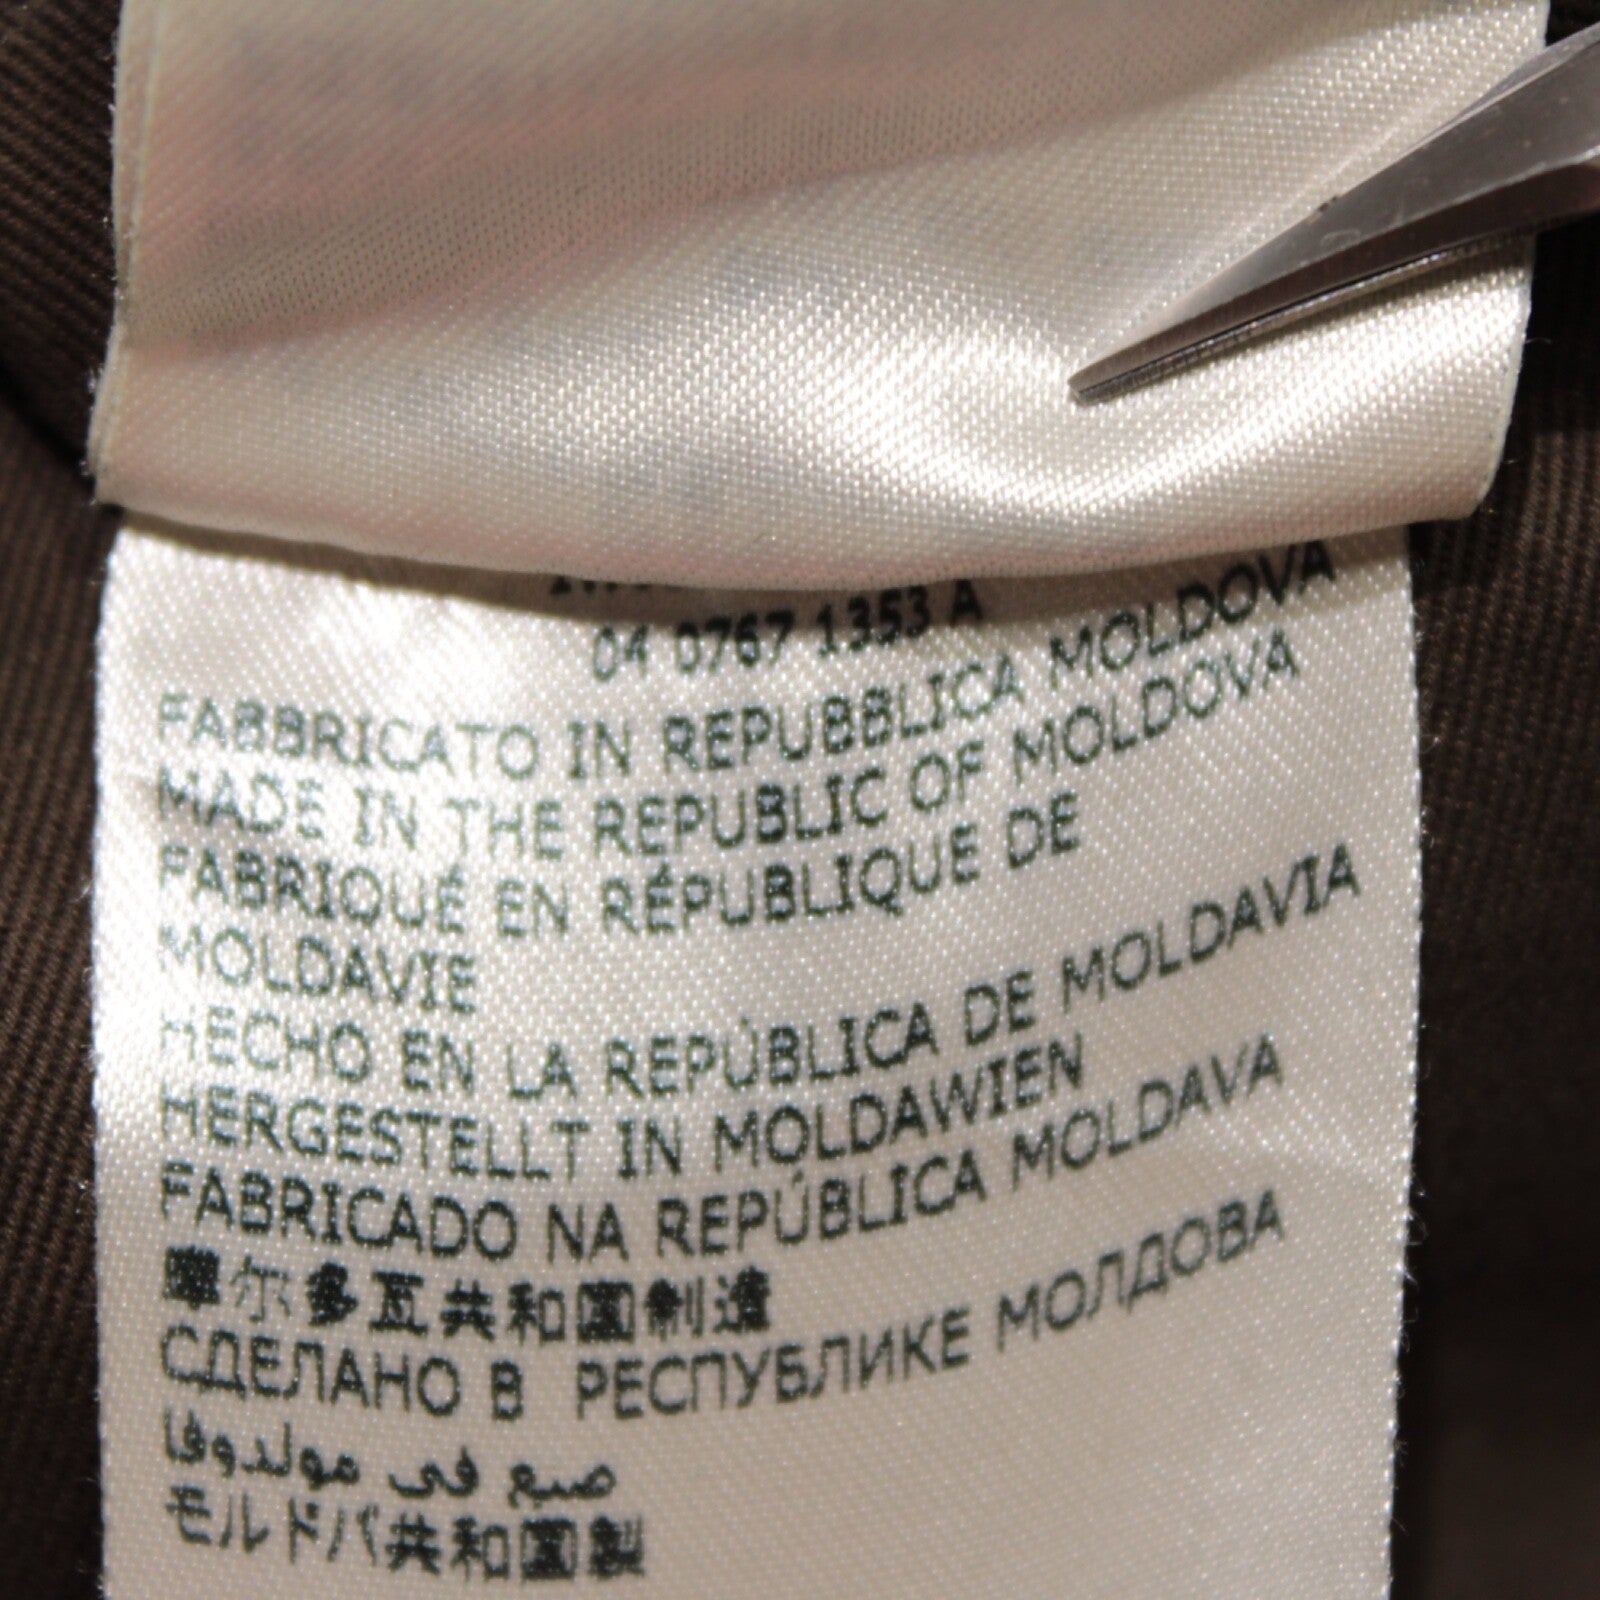 04 0767 1353 A
FABBRICATO IN REPUBBLICA MOLDOVA
MADE IN THE REPUBLIC OF MOLDOVA
FABRIQUÉ EN RÉPUBLIQUE DE
MOLDAVIE
HECHO EN LA REPÚBLICA DE MOLDAVIA
HERGESTELLT IN MOLDAWIEN
FABRICADO NA REPÚBLICA MOLDAVA
摩尔多瓦共和国制造
СДЕЛАНО В РЕСПУБЛИКЕ МОЛДОВА
صنع في مولدوفا
モルドバ共和国製